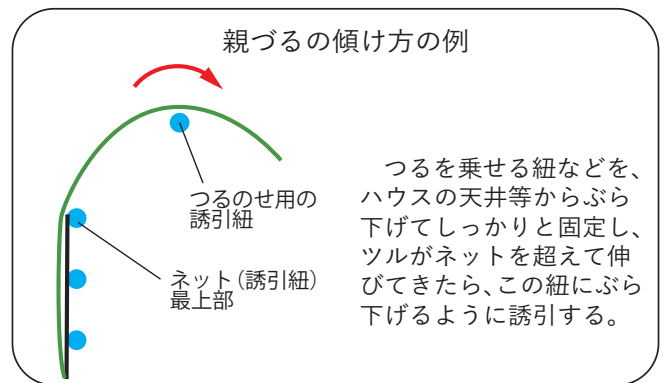 親づるの傾け方の例
つるのせ用の
誘引紐
ネット(誘引紐)
最上部
つるを乗せる紐などを、
ハウスの天井等からぶら
下げてしっかりと固定し、
ツルがネットを超えて伸
びてきたら、この紐にぶら
下げるように誘引する。